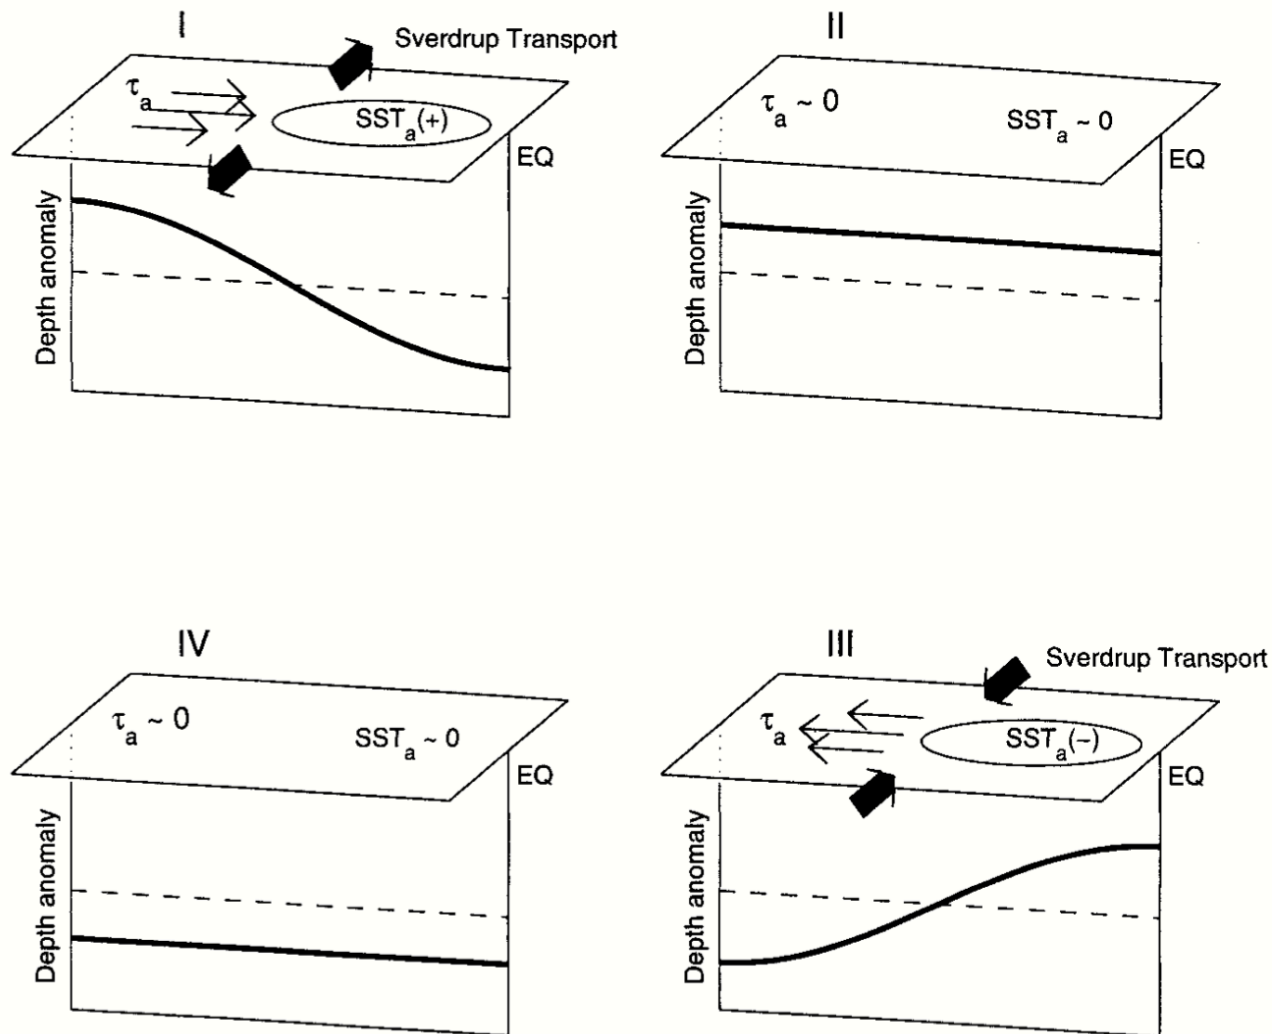 I
Sverdrup Transport
τa
SSTa(+)
EQ
Depth anomaly
II
τa ~ 0
SSTa ~ 0
EQ
Depth anomaly
IV
τa ~ 0
SSTa ~ 0
EQ
Depth anomaly
III
Sverdrup Transport
τa
SSTa(−)
EQ
Depth anomaly